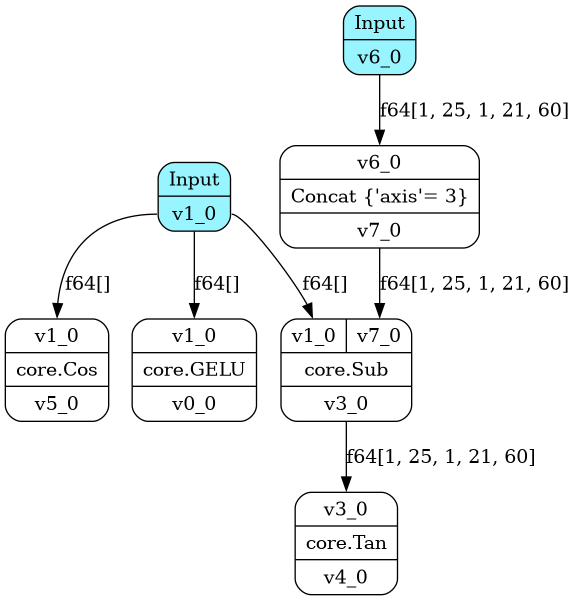 Input
v6_0
f64[1, 25, 1, 21, 60]
v6_0
Concat {'axis'= 3}
v7_0
Input
v1_0
f64[]
f64[]
f64[]
f64[1, 25, 1, 21, 60]
v1_0
core.Cos
v5_0
v1_0
core.GELU
v0_0
v1_0
v7_0
core.Sub
v3_0
f64[1, 25, 1, 21, 60]
v3_0
core.Tan
v4_0